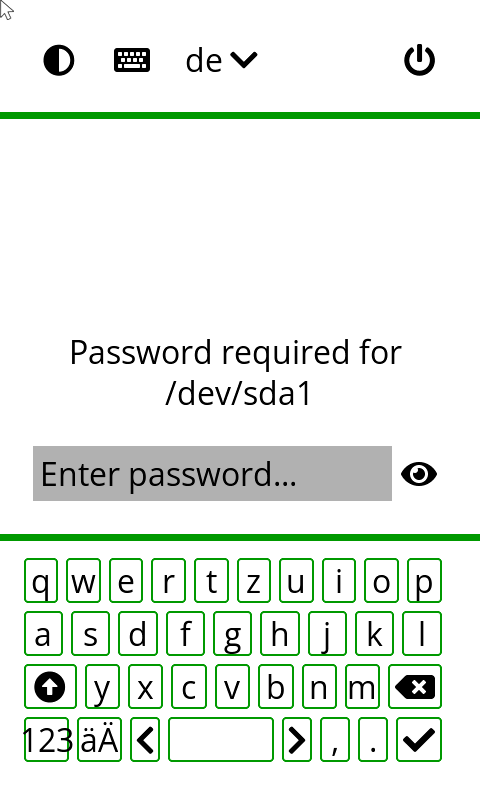 de
Password required for
/dev/sda1
Enter password...
q w e r t z u i o p
a s d f g h j k l
y x c v b n m
123 äÄ , .